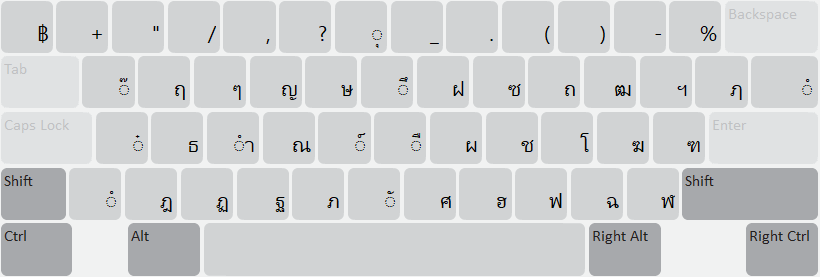 ฿ + " / , ? ◌ุ _ . ( ) - % Backspace
Tab ◌๊ ฤ ๆ ญ ษ ◌ึ ฝ ซ ถ ฒ ฯ ฦ ◌ํ
Caps Lock ◌๋ ธ ◌ำ ณ ◌์ ◌ื ผ ช โ ฆ ฑ Enter
Shift ◌ํ ฎ ฏ ฐ ภ ◌ั ศ ฮ ฟ ฉ ฬ Shift
Ctrl Alt Right Alt Right Ctrl